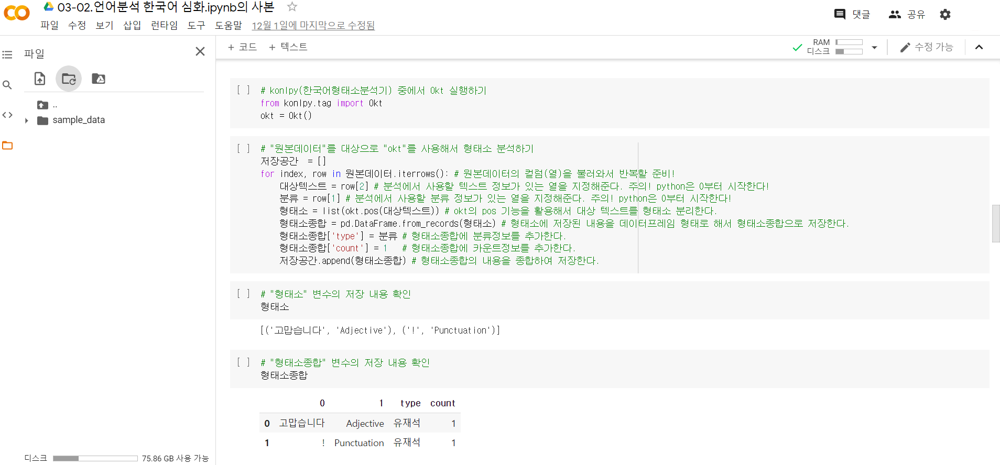 03-02.언어분석 한국어 심화.ipynb의 사본
파일 수정 보기 삽입 런타임 도구 도움말 12월 1일에 마지막으로 수정됨
댓글 공유
파일
+ 코드 + 텍스트
RAM
디스크
수정 가능
..
sample_data
[ ] # konlpy(한국어형태소분석기) 중에서 Okt 실행하기
from konlpy.tag import Okt
okt = Okt()
[ ] # "원본데이터"를 대상으로 "okt"를 사용해서 형태소 분석하기
저장공간 = []
for index, row in 원본데이터.iterrows(): # 원본데이터의 컬럼(열)을 불러와서 반복할 준비!
대상텍스트 = row[2] # 분석에서 사용할 텍스트 정보가 있는 열을 지정해준다. 주의! python은 0부터 시작한다!
분류 = row[1] # 분석에서 사용할 분류 정보가 있는 열을 지정해준다. 주의! python은 0부터 시작한다!
형태소 = list(okt.pos(대상텍스트)) # okt의 pos 기능을 활용해서 대상 텍스트를 형태소 분리한다.
형태소종합 = pd.DataFrame.from_records(형태소) # 형태소에 저장된 내용을 데이터프레임 형태로 해서 형태소종합으로 저장한다.
형태소종합['type'] = 분류 # 형태소종합에 분류정보를 추가한다.
형태소종합['count'] = 1 # 형태소종합에 카운트정보를 추가한다.
저장공간.append(형태소종합) # 형태소종합의 내용을 종합하여 저장한다.
[ ] # "형태소" 변수의 저장 내용 확인
형태소
[('고맙습니다', 'Adjective'), ('!', 'Punctuation')]
[ ] # "형태소종합" 변수의 저장 내용 확인
형태소종합
0 1 type count
0 고맙습니다 Adjective 유재석 1
1 ! Punctuation 유재석 1
디스크 75.86 GB 사용 가능